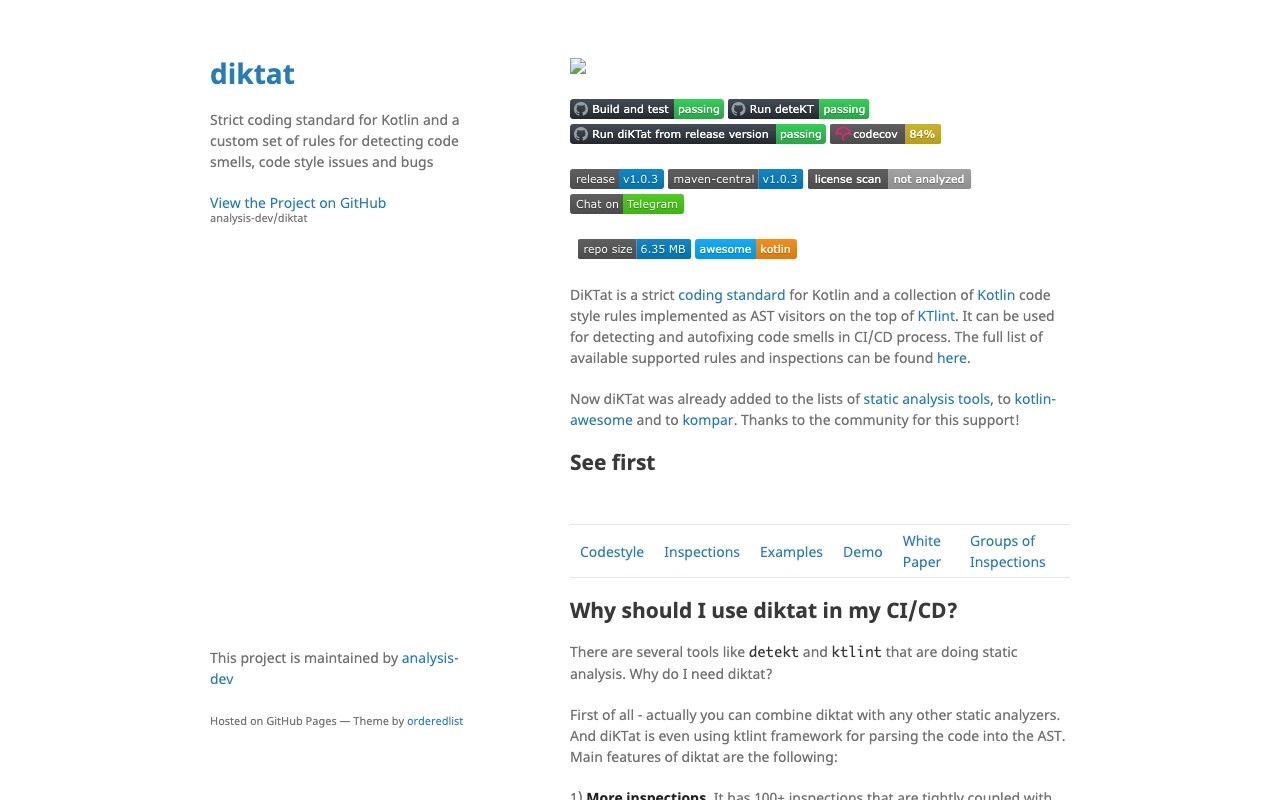 diktat
Strict coding standard for Kotlin and a
custom set of rules for detecting code
smells, code style issues and bugs
View the Project on GitHub
analysis-dev/diktat
This project is maintained by analysis-
dev
Hosted on GitHub Pages — Theme by orderedlist
Build and test passing Run deteKT passing
Run diKTat from release version passing codecov 84%
release v1.0.3 maven-central v1.0.3 license scan not analyzed
Chat on Telegram
repo size 6.35 MB awesome kotlin
DiKTat is a strict coding standard for Kotlin and a collection of Kotlin code
style rules implemented as AST visitors on the top of KTlint. It can be used
for detecting and autofixing code smells in CI/CD process. The full list of
available supported rules and inspections can be found here.
Now diKTat was already added to the lists of static analysis tools, to kotlin-
awesome and to kompar. Thanks to the community for this support!
See first
Codestyle Inspections Examples Demo White Paper Groups of Inspections
Why should I use diktat in my CI/CD?
There are several tools like detekt and ktlint that are doing static
analysis. Why do I need diktat?
First of all - actually you can combine diktat with any other static analyzers.
And diKTat is even using ktlint framework for parsing the code into the AST.
Main features of diktat are the following:
1) More inspections. It has 100+ inspections that are tightly coupled with